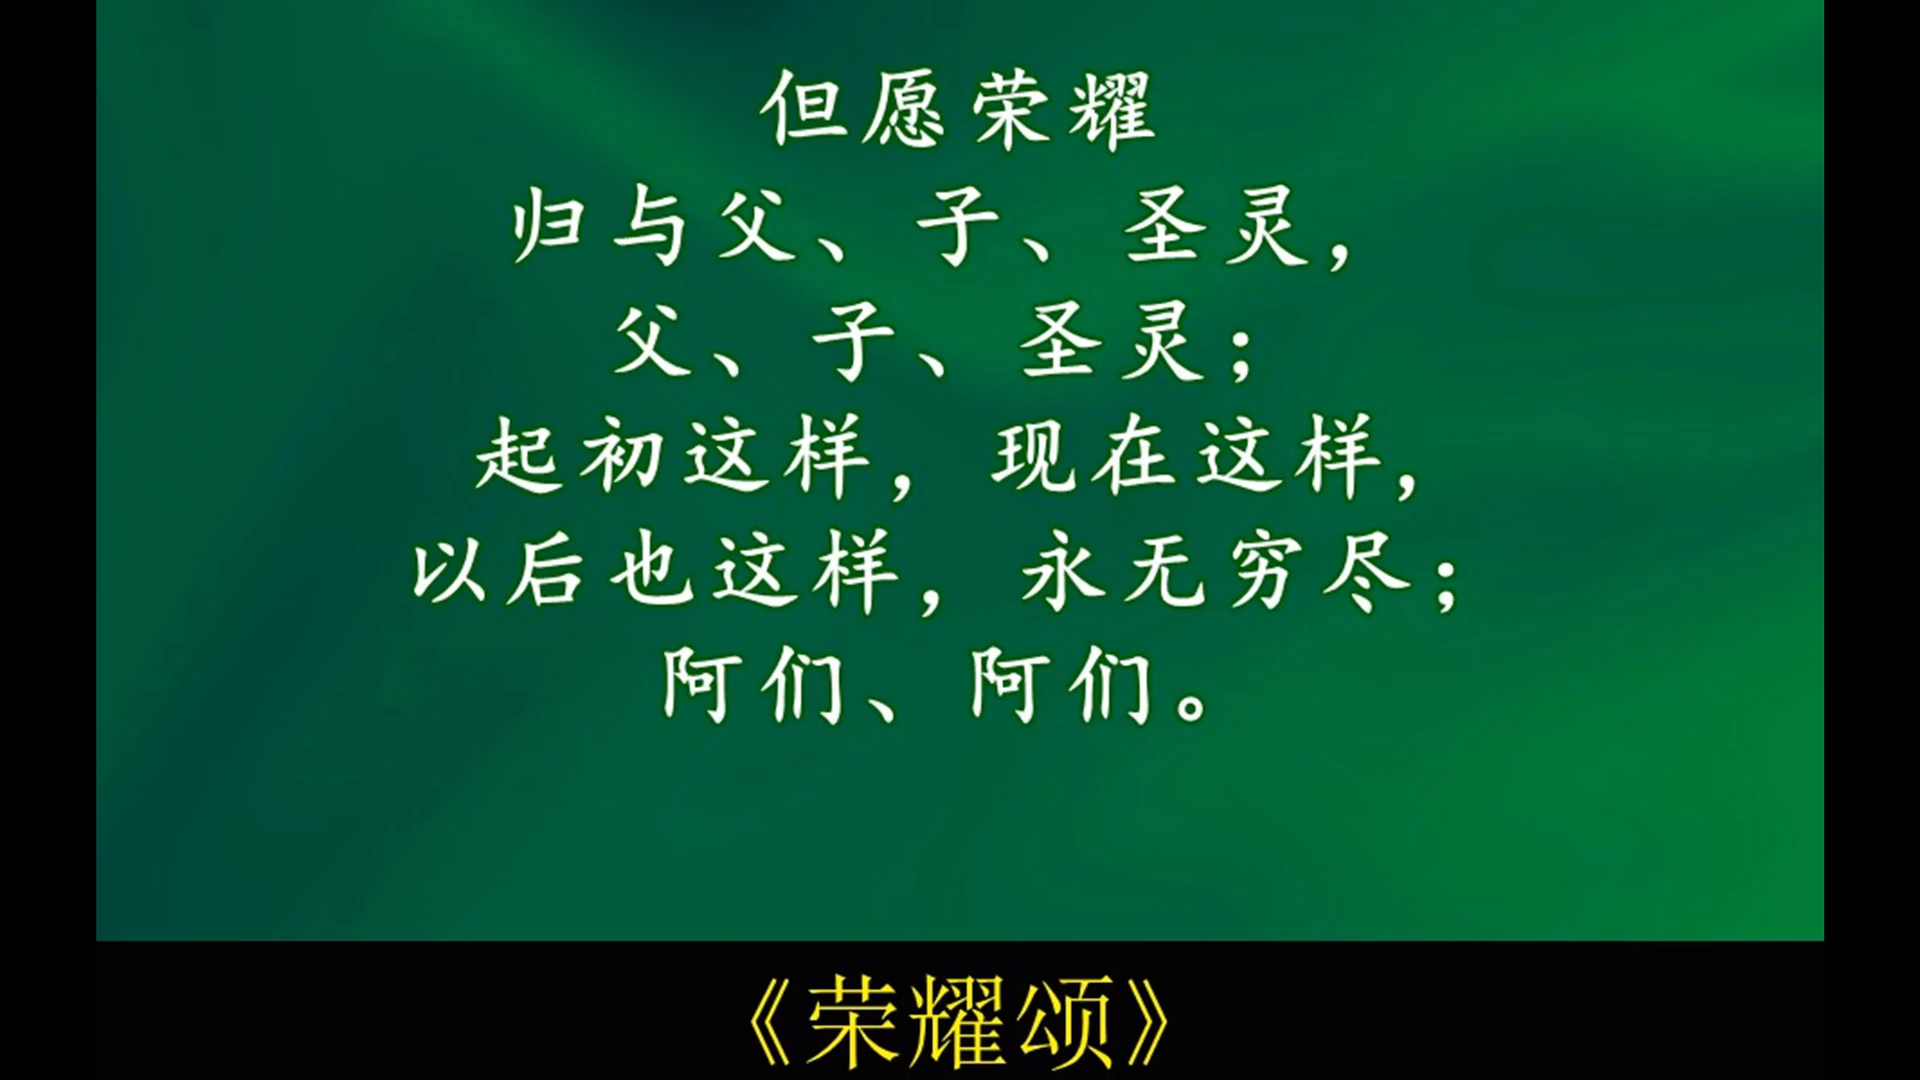 但愿荣耀
归与父、子、圣灵，
父、子、圣灵；
起初这样，现在这样，
以后也这样，永无穷尽；
阿们、阿们。
《荣耀颂》